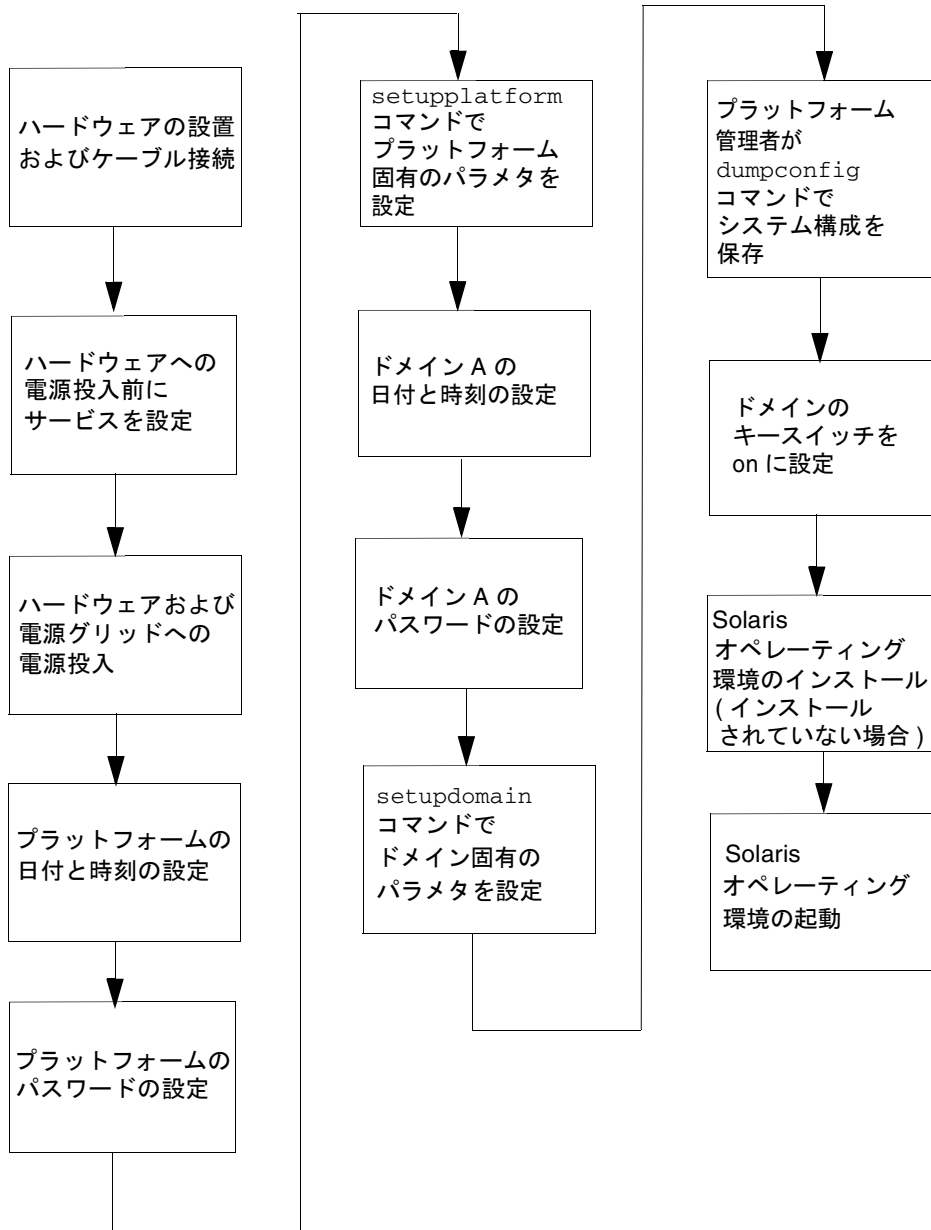 ハードウェアの設置
およびケーブル接続
ハードウェアへの
電源投入前に
サービスを設定
ハードウェアおよび
電源グリッドへの
電源投入
プラットフォームの
日付と時刻の設定
プラットフォームの
パスワードの設定
setupplatform
コマンドで
プラットフォーム
固有のパラメタを
設定
ドメイン A の
日付と時刻の設定
ドメイン A の
パスワードの設定
setupdomain
コマンドで
ドメイン固有の
パラメタを設定
プラットフォーム
管理者が
dumpconfig
コマンドで
システム構成を
保存
ドメインの
キースイッチを
on に設定
Solaris
オペレーティング
環境のインストール
( インストール
されていない場合 )
Solaris
オペレーティング
環境の起動